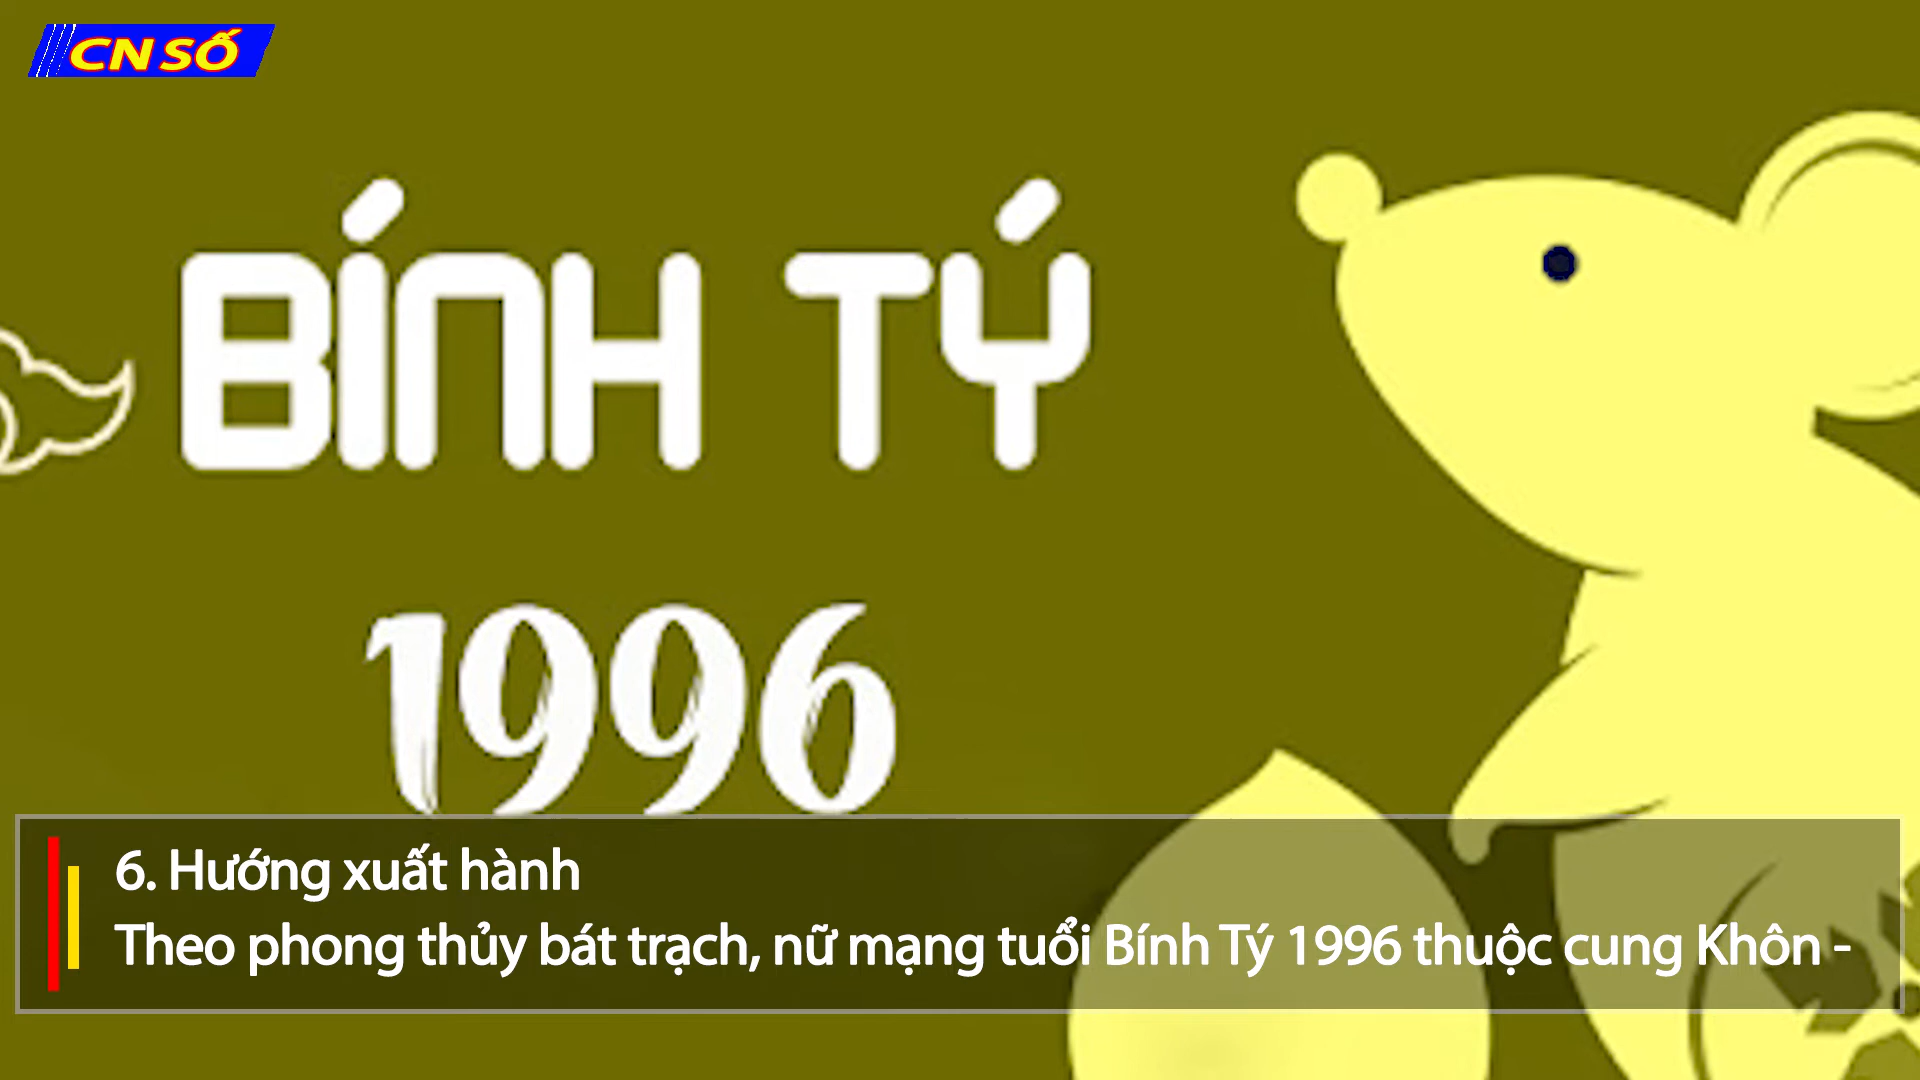 CN SỐ
BÍNH TÝ
1996
6. Hướng xuất hành
Theo phong thủy bát trạch, nữ mạng tuổi Bính Tý 1996 thuộc cung Khôn -